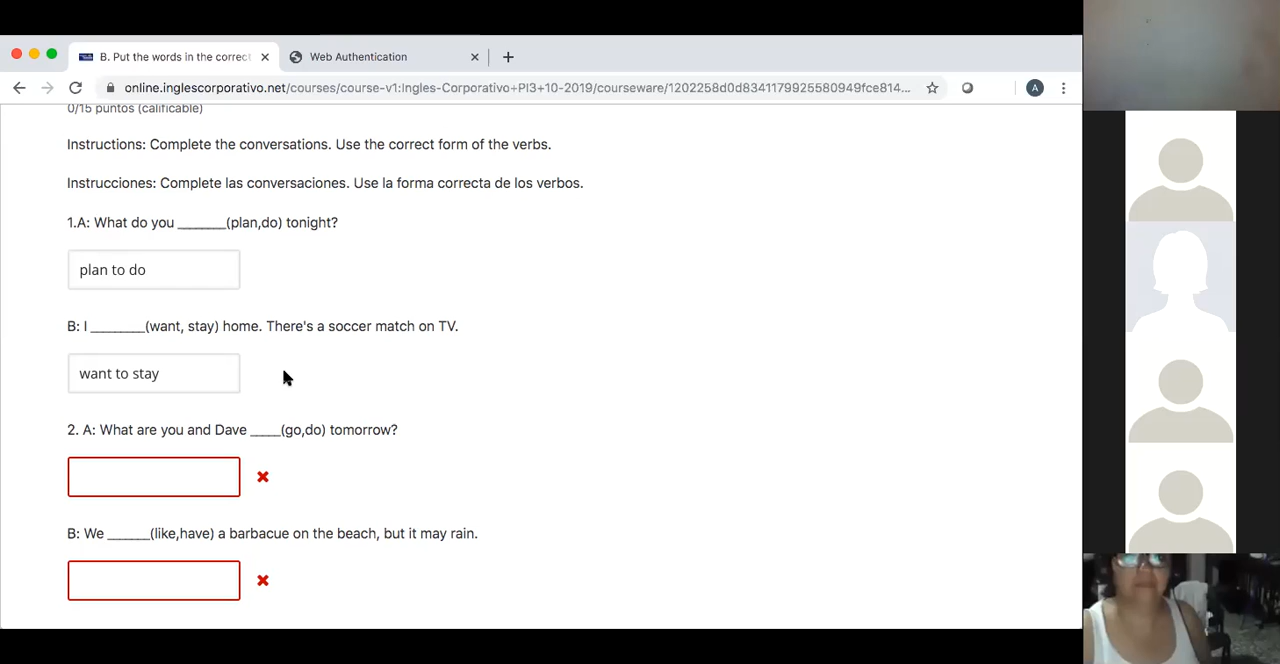 B. Put the words in the correct
Web Authentication
online.inglescorporativo.net/courses/course-v1:Ingles-Corporativo+PI3+10-2019/courseware/1202258d0d8341179925580949fce814...
A
0/15 puntos (calificable)
Instructions: Complete the conversations. Use the correct form of the verbs.
Instrucciones: Complete las conversaciones. Use la forma correcta de los verbos.
1.A: What do you _______(plan,do) tonight?
plan to do
B: I ________(want, stay) home. There's a soccer match on TV.
want to stay
2. A: What are you and Dave _____(go,do) tomorrow?
B: We ______(like,have) a barbacue on the beach, but it may rain.